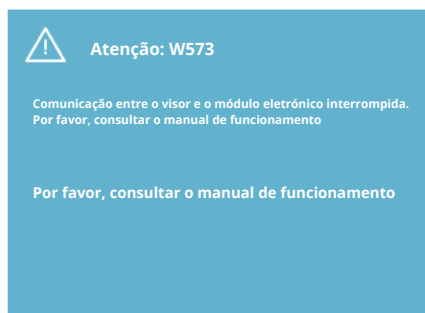 Atenção: W573
Comunicação entre o visor e o módulo eletrónico interrompida.
Por favor, consultar o manual de funcionamento
Por favor, consultar o manual de funcionamento